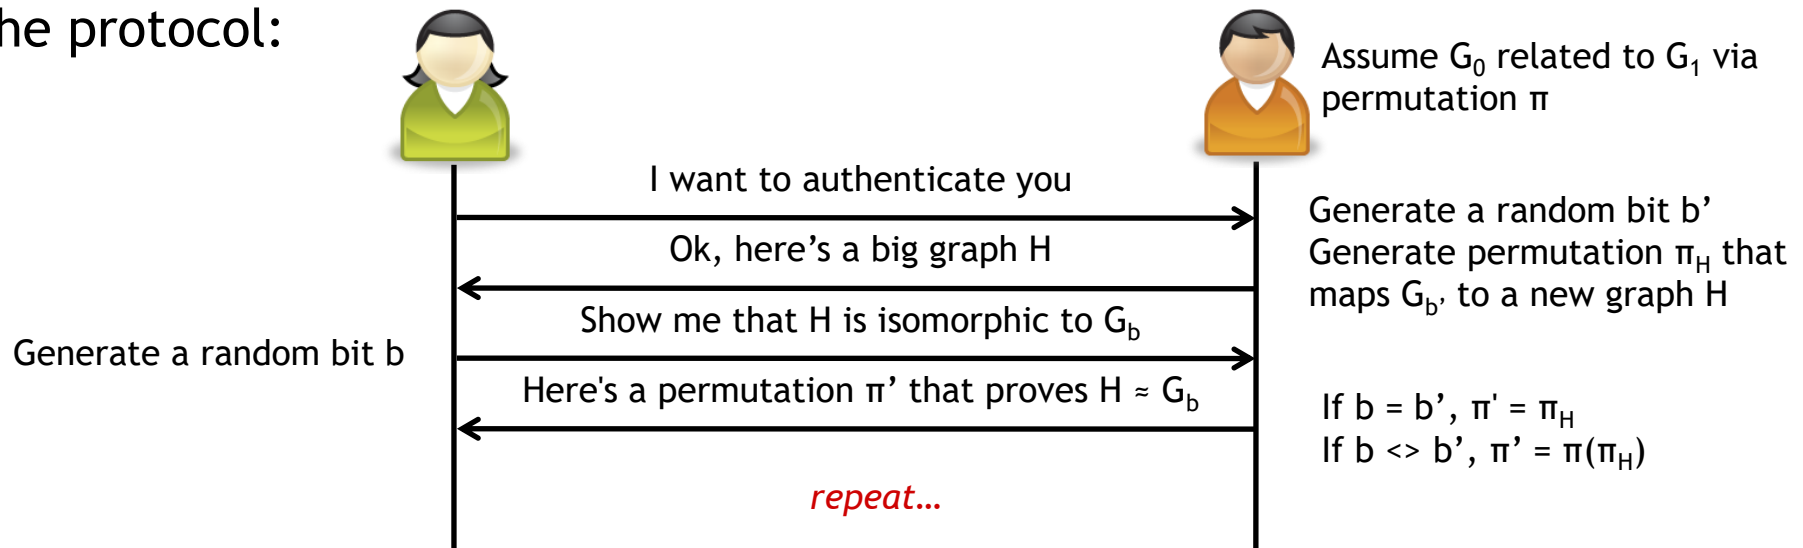 he protocol:
Assume G₀ related to G₁ via
permutation π
I want to authenticate you
Generate a random bit b’
Ok, here’s a big graph H
Generate permutation π_H that
maps G_b’ to a new graph H
Show me that H is isomorphic to G_b
Generate a random bit b
Here's a permutation π’ that proves H ≈ G_b
If b = b’, π' = π_H
If b <> b’, π’ = π(π_H)
repeat…